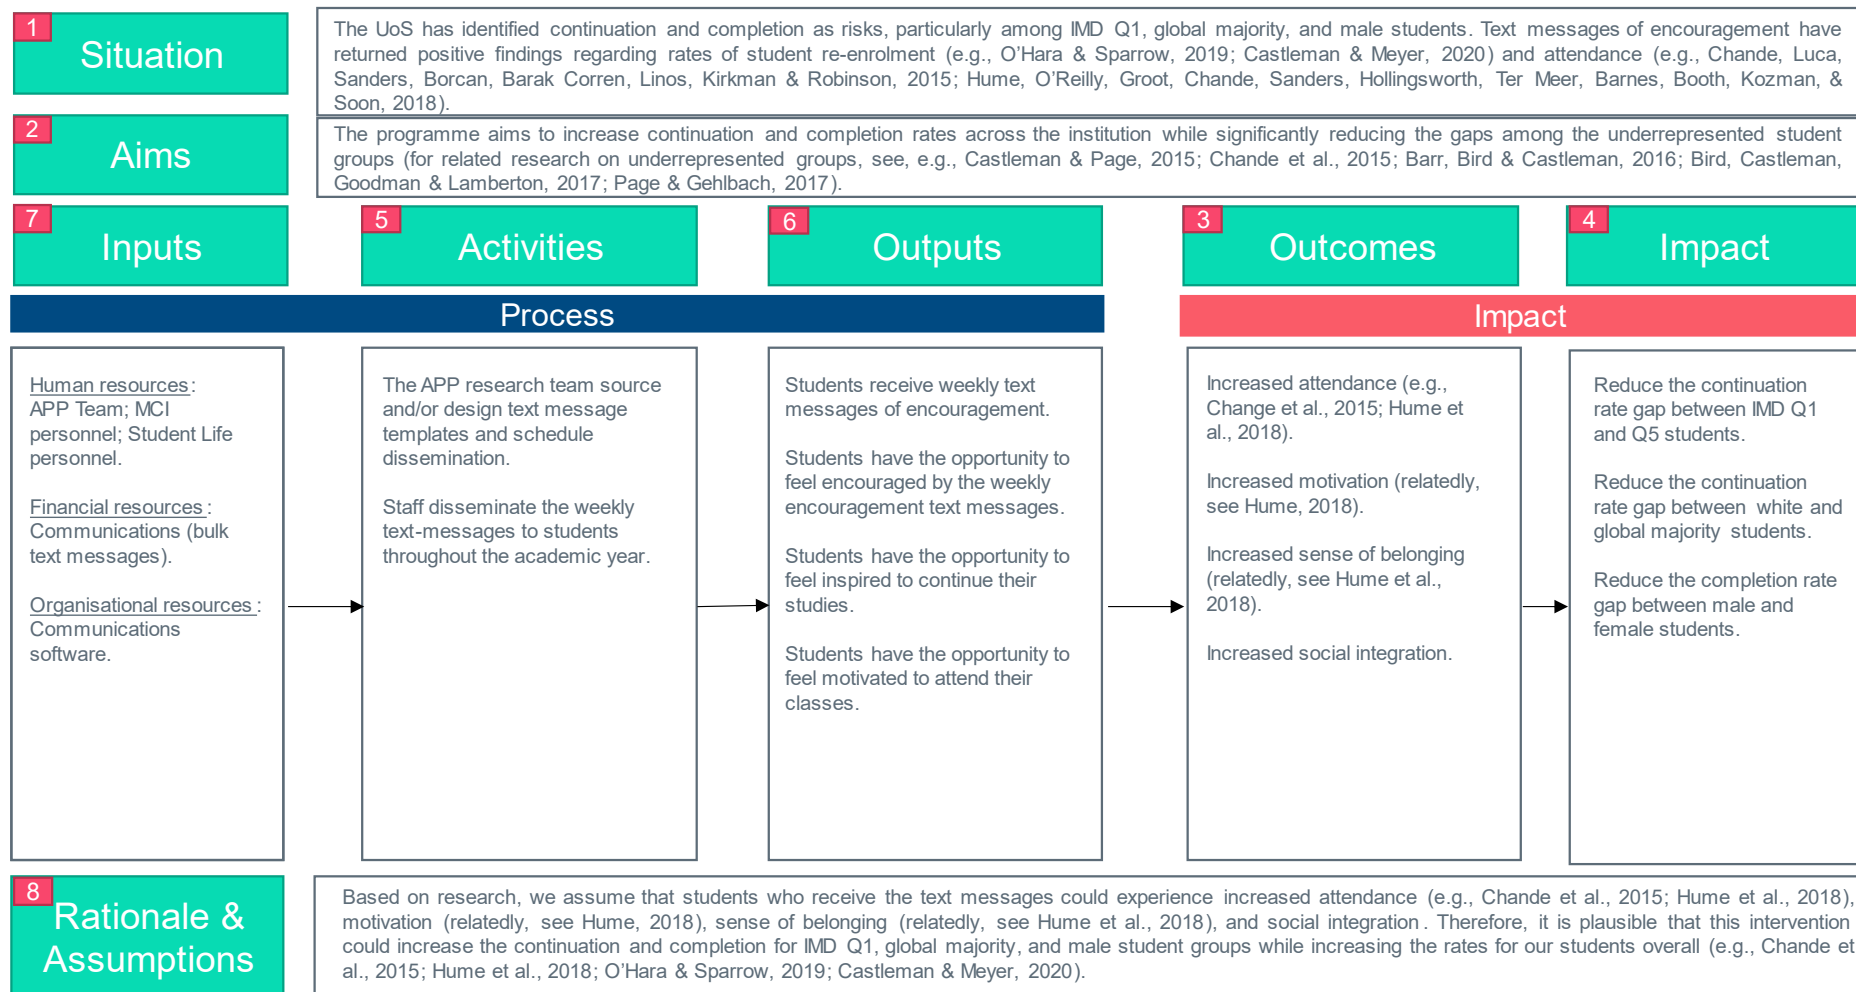 1
Situation
The UoS has identified continuation and completion as risks, particularly among IMD Q1, global majority, and male students. Text messages of encouragement have
returned positive findings regarding rates of student re-enrolment (e.g., O'Hara & Sparrow, 2019; Castleman & Meyer, 2020) and attendance (e.g., Chande, Luca,
Sanders, Borcan, Barak Corren, Linos, Kirkman & Robinson, 2015; Hume, O'Reilly, Groot, Chande, Sanders, Hollingsworth, Ter Meer, Barnes, Booth, Kozman, &
Soon, 2018).
2
Aims
The programme aims to increase continuation and completion rates across the institution while significantly reducing the gaps among the underrepresented student
groups (for related research on underrepresented groups, see, e.g., Castleman & Page, 2015; Chande et al., 2015; Barr, Bird & Castleman, 2016; Bird, Castleman,
Goodman & Lamberton, 2017; Page & Gehlbach, 2017).
7
Inputs
5
Activities
6
Outputs
3
Outcomes
4
Impact
Process
Impact
Human resources:
APP Team; MCI
personnel; Student Life
personnel.
Financial resources:
Communications (bulk
text messages).
Organisational resources:
Communications
software.
The APP research team source
and/or design text message
templates and schedule
dissemination.
Staff disseminate the weekly
text-messages to students
throughout the academic year.
Students receive weekly text
messages of encouragement.
Students have the opportunity to
feel encouraged by the weekly
encouragement text messages.
Students have the opportunity to
feel inspired to continue their
studies.
Students have the opportunity to
feel motivated to attend their
classes.
Increased attendance (e.g.,
Change et al., 2015; Hume et
al., 2018).
Increased motivation (relatedly,
see Hume, 2018).
Increased sense of belonging
(relatedly, see Hume et al.,
2018).
Increased social integration.
Reduce the continuation
rate gap between IMD Q1
and Q5 students.
Reduce the continuation
rate gap between white and
global majority students.
Reduce the completion rate
gap between male and
female students.
8
Rationale &
Assumptions
Based on research, we assume that students who receive the text messages could experience increased attendance (e.g., Chande et al., 2015; Hume et al., 2018),
motivation (relatedly, see Hume, 2018), sense of belonging (relatedly, see Hume et al., 2018), and social integration. Therefore, it is plausible that this intervention
could increase the continuation and completion for IMD Q1, global majority, and male student groups while increasing the rates for our students overall (e.g., Chande et
al., 2015; Hume et al., 2018; O'Hara & Sparrow, 2019; Castleman & Meyer, 2020).